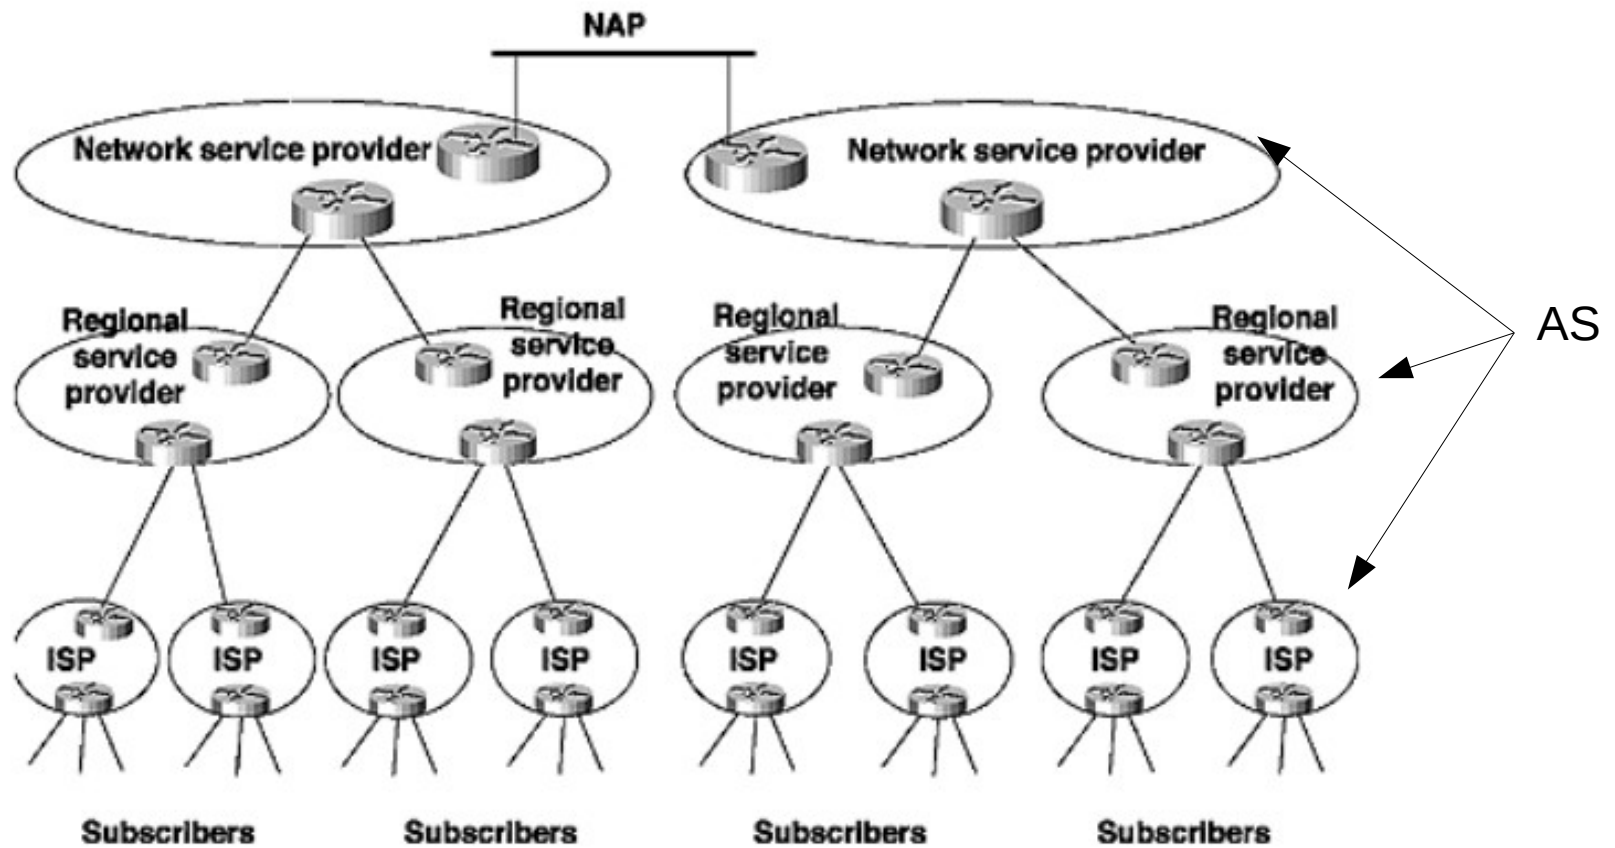 NAP
Network service provider
Network service provider
AS
Regional
service
provider
Regional
service
provider
Regional
service
provider
Regional
service
provider
ISP
ISP
ISP
ISP
ISP
ISP
ISP
ISP
Subscribers
Subscribers
Subscribers
Subscribers